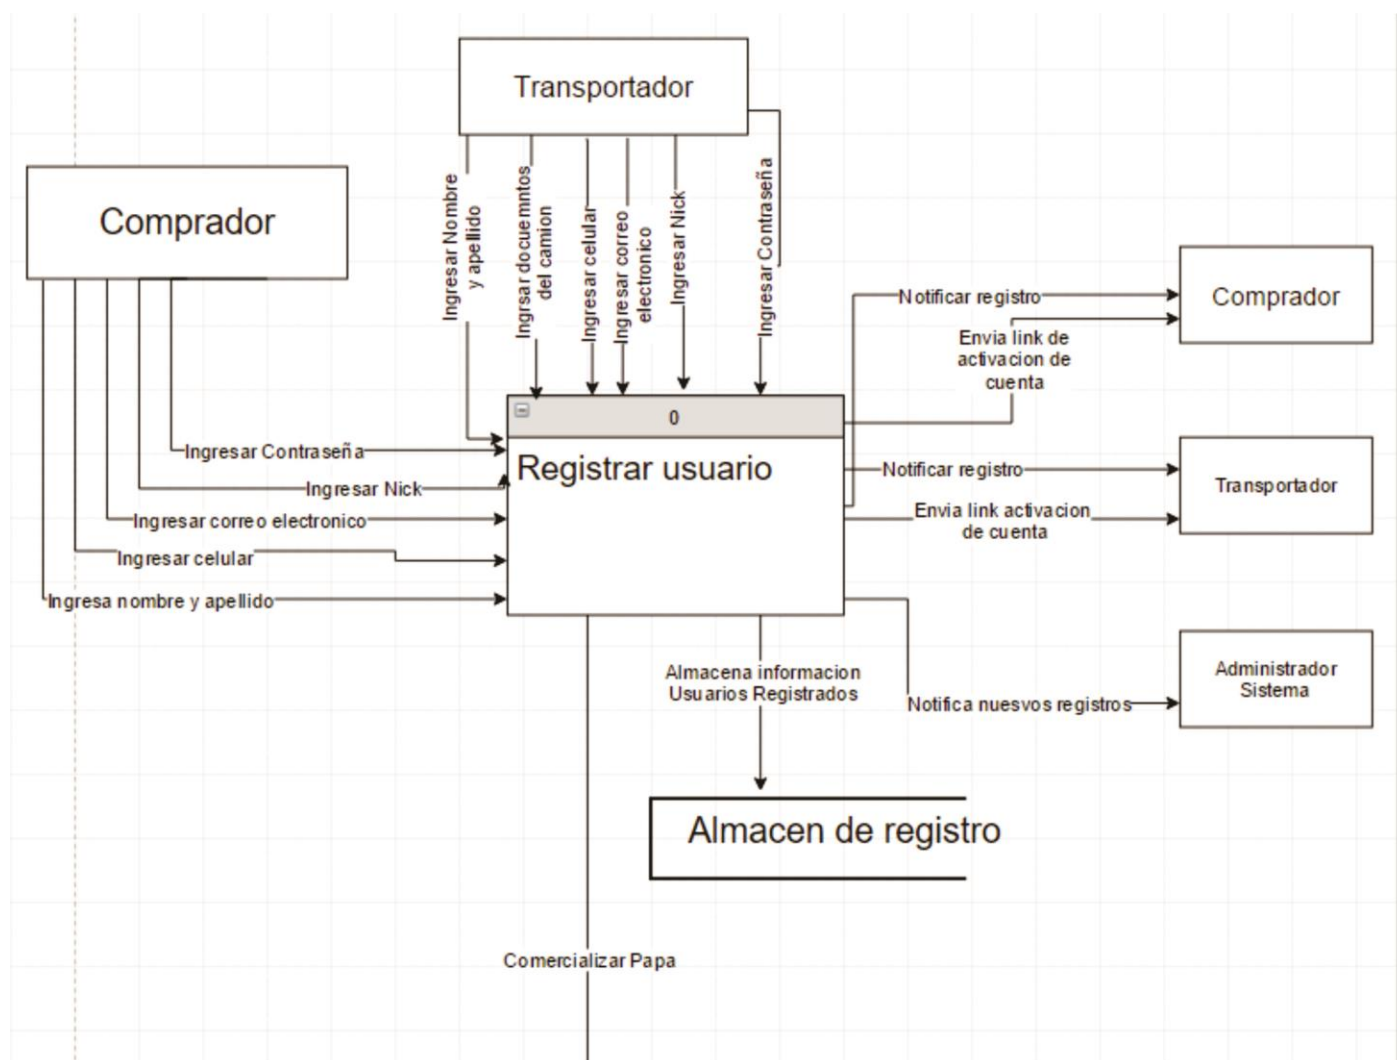 Transportador
Comprador
Ingresar Nombre
y apellido
Ingrsar docuemntos
del camion
Ingresar celular
Ingresar correo
electronico
Ingresar Nick
Ingresar Contraseña
Notificar registro
Comprador
Envia link de
activacion de
cuenta
0
Registrar usuario
Ingresar Contraseña
Ingresar Nick
Ingresar correo electronico
Ingresar celular
Ingresa nombre y apellido
Notificar registro
Transportador
Envia link activacion
de cuenta
Almacena informacion
Usuarios Registrados
Administrador
Sistema
Notifica nuesvos registros
Almacen de registro
Comercializar Papa